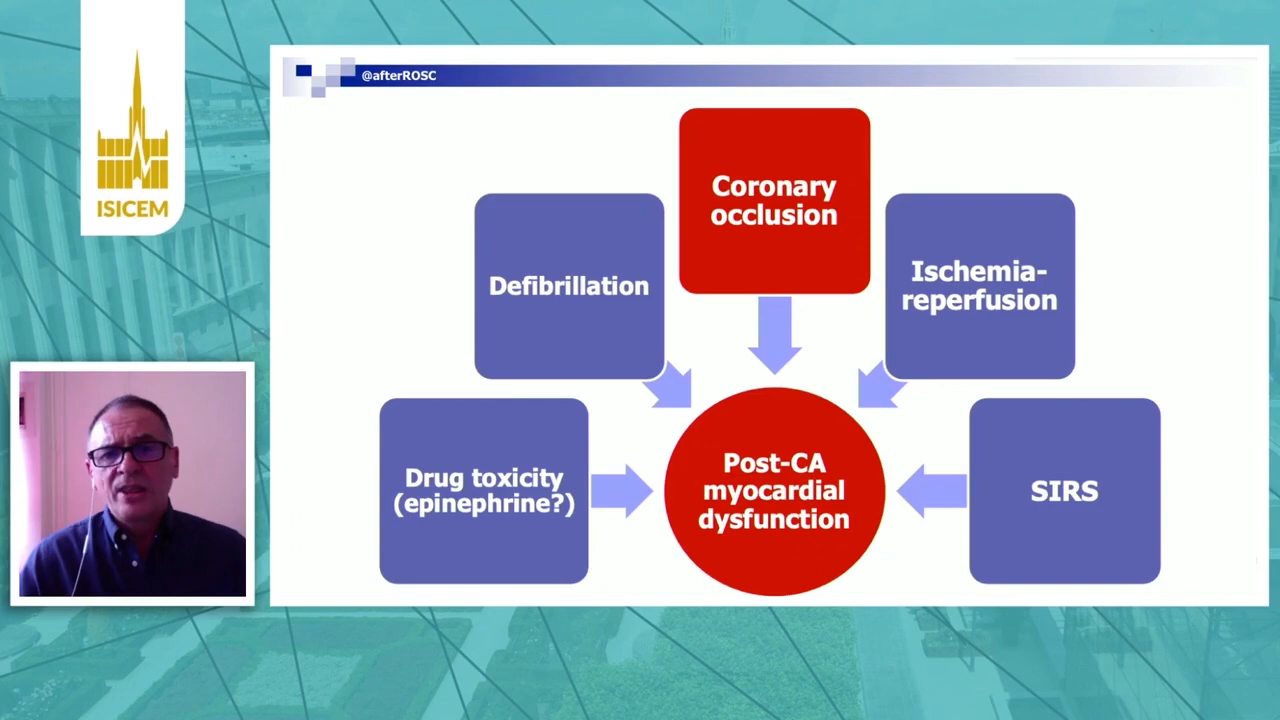 ISICEM
@afterROSC
Coronary
occlusion
Defibrillation
Ischemia-
reperfusion
Drug toxicity
(epinephrine?)
Post-CA
myocardial
dysfunction
SIRS